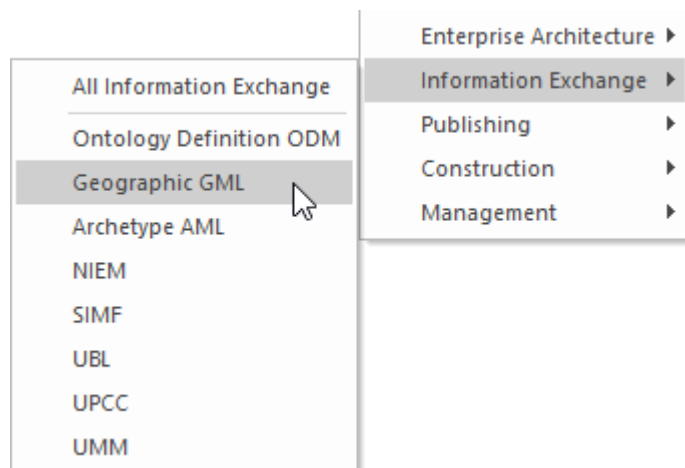 Enterprise Architecture
Information Exchange
Publishing
Construction
Management
All Information Exchange
Ontology Definition ODM
Geographic GML
Archetype AML
NIEM
SIMF
UBL
UPCC
UMM